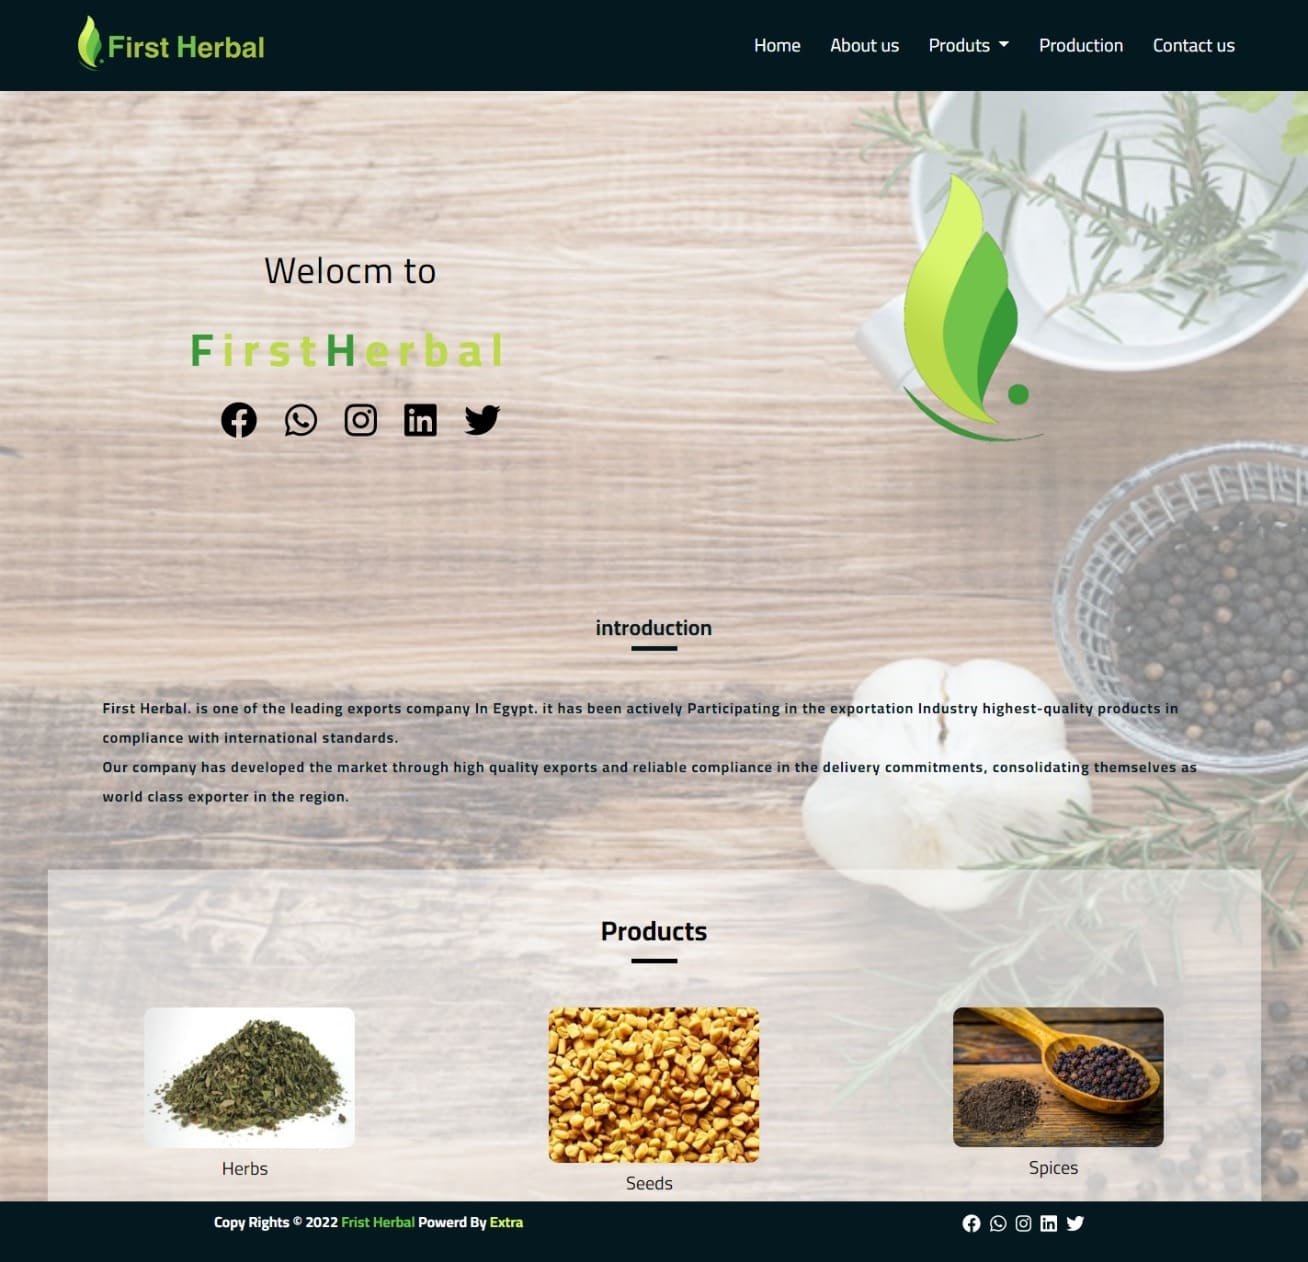 First Herbal
Home About us Produts Production Contact us
Welocm to
FirstHerbal
introduction
First Herbal. is one of the leading exports company In Egypt. it has been actively Participating in the exportation Industry highest-quality products in
compliance with international standards.
Our company has developed the market through high quality exports and reliable compliance in the delivery commitments, consolidating themselves as
world class exporter in the region.
Products
Herbs
Seeds
Spices
Copy Rights © 2022 Frist Herbal Powerd By Extra